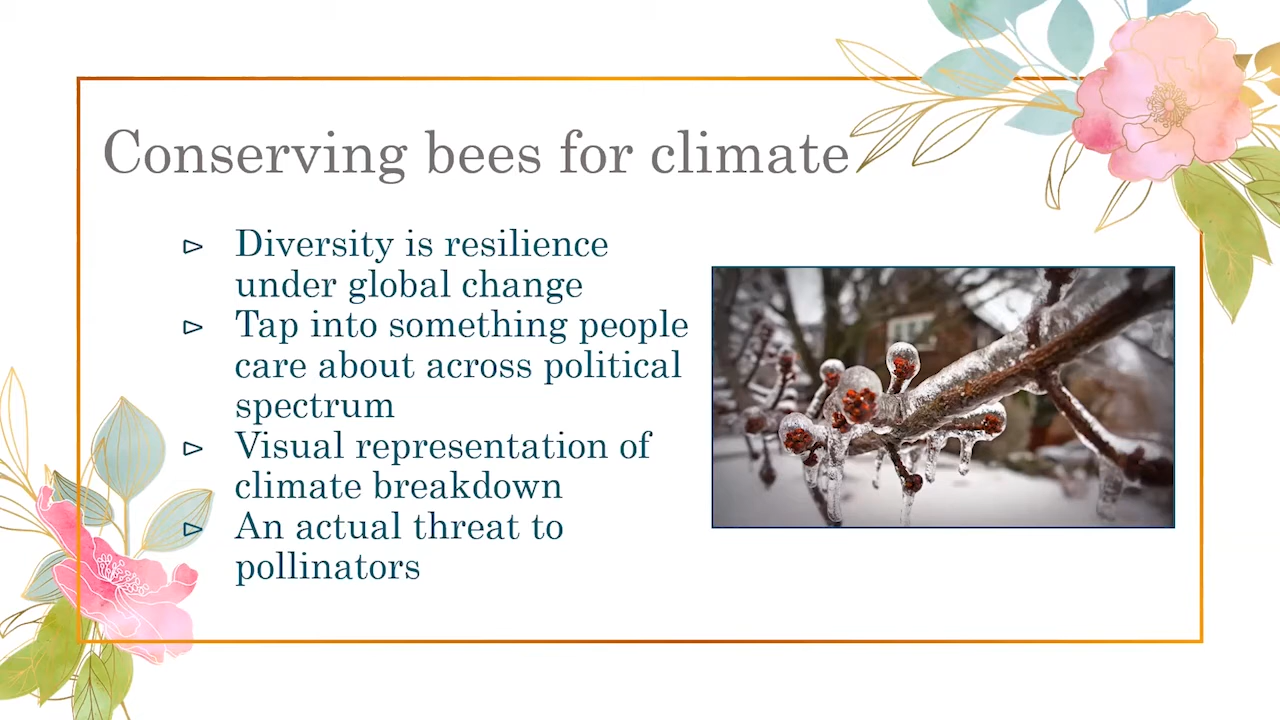 Conserving bees for climate
▻ Diversity is resilience
under global change
▻ Tap into something people
care about across political
spectrum
▻ Visual representation of
climate breakdown
▻ An actual threat to
pollinators